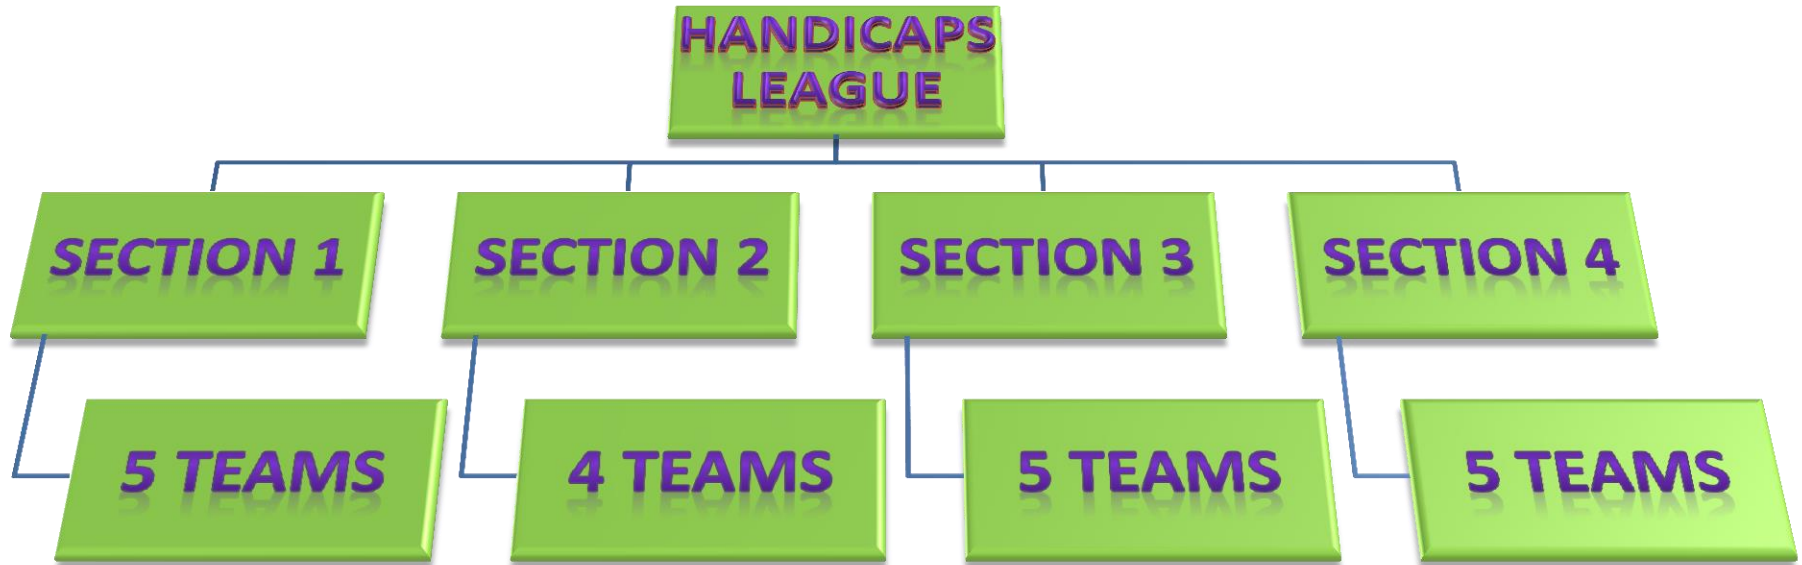 HANDICAPS
LEAGUE
SECTION 1
SECTION 2
SECTION 3
SECTION 4
5 TEAMS
4 TEAMS
5 TEAMS
5 TEAMS